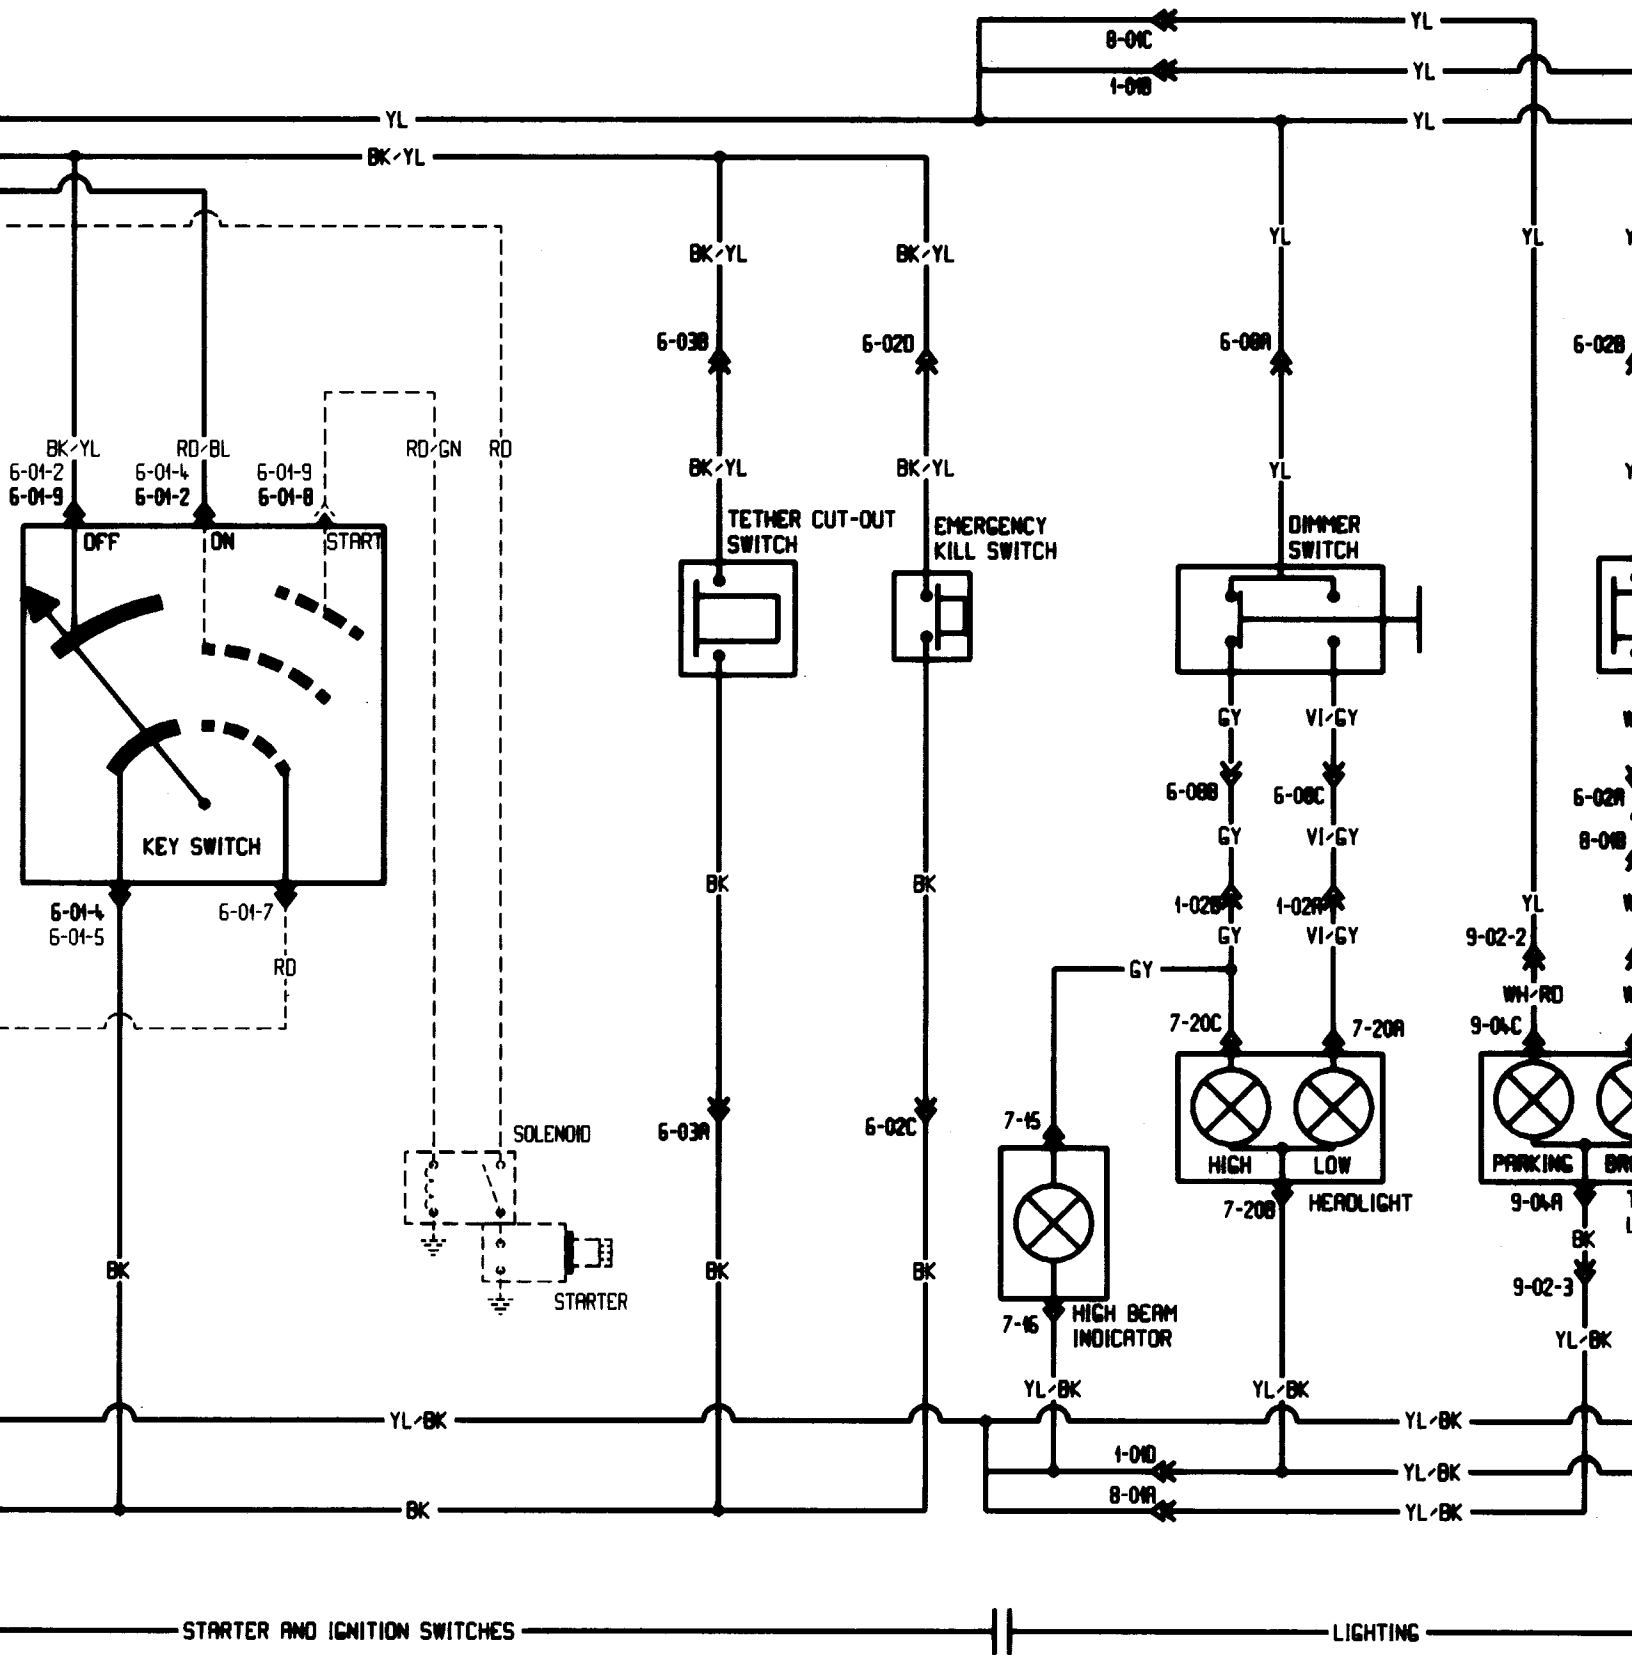 YL
8-01C
YL
1-01B
YL
YL
BK/YL
BK/YL
BK/YL
YL
YL
6-03B
6-02D
6-08A
6-02B
BK/YL
RD/BL
RD/GN
RD
6-01-2
6-01-4
6-01-9
6-01-9
6-01-2
6-01-8
BK/YL
BK/YL
YL
OFF
ON
START
TETHER CUT-OUT
SWITCH
EMERGENCY
KILL SWITCH
DIMMER
SWITCH
GY
VI/GY
6-08B
6-08C
6-02A
GY
VI/GY
8-01B
KEY SWITCH
BK
BK
6-01-4
6-01-7
6-01-5
1-02B
1-02A
YL
GY
VI/GY
9-02-2
RD
GY
WH/RD
7-20C
7-20A
9-04C
SOLENOID
6-03A
6-02C
7-15
HIGH
LOW
PARKING
HEADLIGHT
7-20B
9-04A
BK
BK
BK
BK
9-02-3
STARTER
7-16
HIGH BEAM
INDICATOR
YL/BK
YL/BK
YL/BK
YL/BK
YL/BK
1-01D
YL/BK
8-01A
BK
YL/BK
STARTER AND IGNITION SWITCHES
LIGHTING